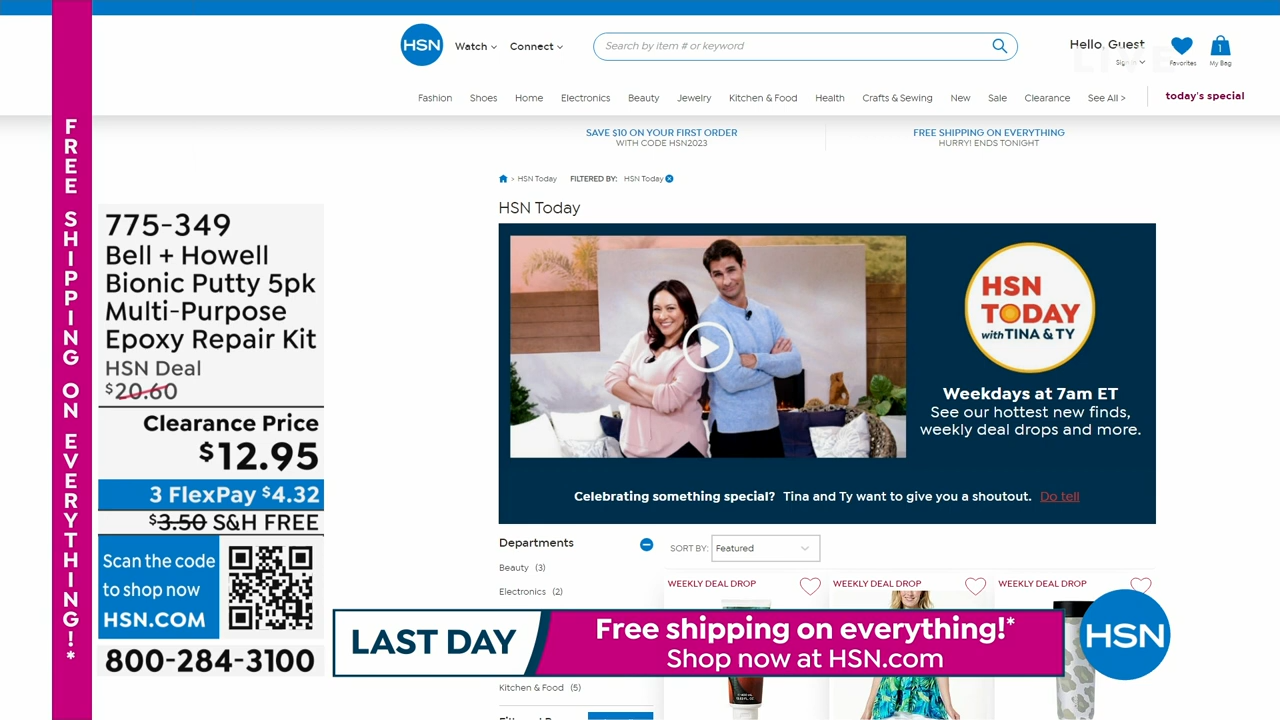 FREE SHIPPING ON EVERYTHING!*
HSN
Watch
Connect
Search by item # or keyword
Hello, Guest
Sign In
Favorites
1
My Bag
LIVE
Fashion
Shoes
Home
Electronics
Beauty
Jewelry
Kitchen & Food
Health
Crafts & Sewing
New
Sale
Clearance
See All >
today's special
SAVE $10 ON YOUR FIRST ORDER
WITH CODE HSN2023
FREE SHIPPING ON EVERYTHING
HURRY! ENDS TONIGHT
> HSN Today FILTERED BY: HSN Today
HSN Today
775-349
Bell + Howell
Bionic Putty 5pk
Multi-Purpose
Epoxy Repair Kit
HSN Deal
$20.60
Clearance Price
$12.95
3 FlexPay $4.32
$3.50 S&H FREE
Scan the code
to shop now
HSN.COM
800-284-3100
HSN
TODAY
with TINA & TY
Weekdays at 7am ET
See our hottest new finds,
weekly deal drops and more.
Celebrating something special? Tina and Ty want to give you a shoutout. Do tell
Departments
Beauty (3)
Electronics (2)
Kitchen & Food (5)
SORT BY: Featured
WEEKLY DEAL DROP
WEEKLY DEAL DROP
WEEKLY DEAL DROP
LAST DAY
Free shipping on everything!*
Shop now at HSN.com
HSN